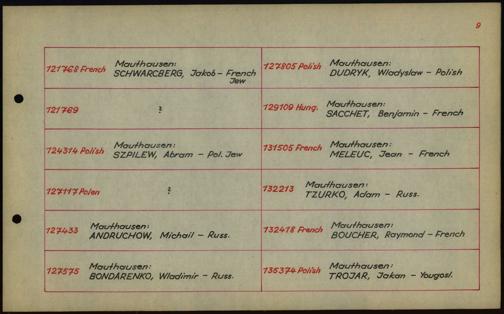 9
121768 French Mauthausen:
SCHWARCBERG, Jakob - French
Jew
121769 ?
124314 Polish Mauthausen:
SZPILEW, Abram - Pol. Jew
127117 Polen ?
127433 Mauthausen:
ANDRUCHOW, Michail - Russ.
127575 Mauthausen:
BONDARENKO, Wladimir - Russ.
127805 Polish Mauthausen:
DUDRYK, Wladyslaw - Polish
129109 Hung. Mauthausen:
SACCHET, Benjamin - French
131505 French Mauthausen:
MELEUC, Jean - French
132213 Mauthausen:
TZURKO, Adam - Russ.
132418 French Mauthausen:
BOUCHER, Raymond - French
135374 Polish Mauthausen:
TROJAR, Jakan - Yougosl.